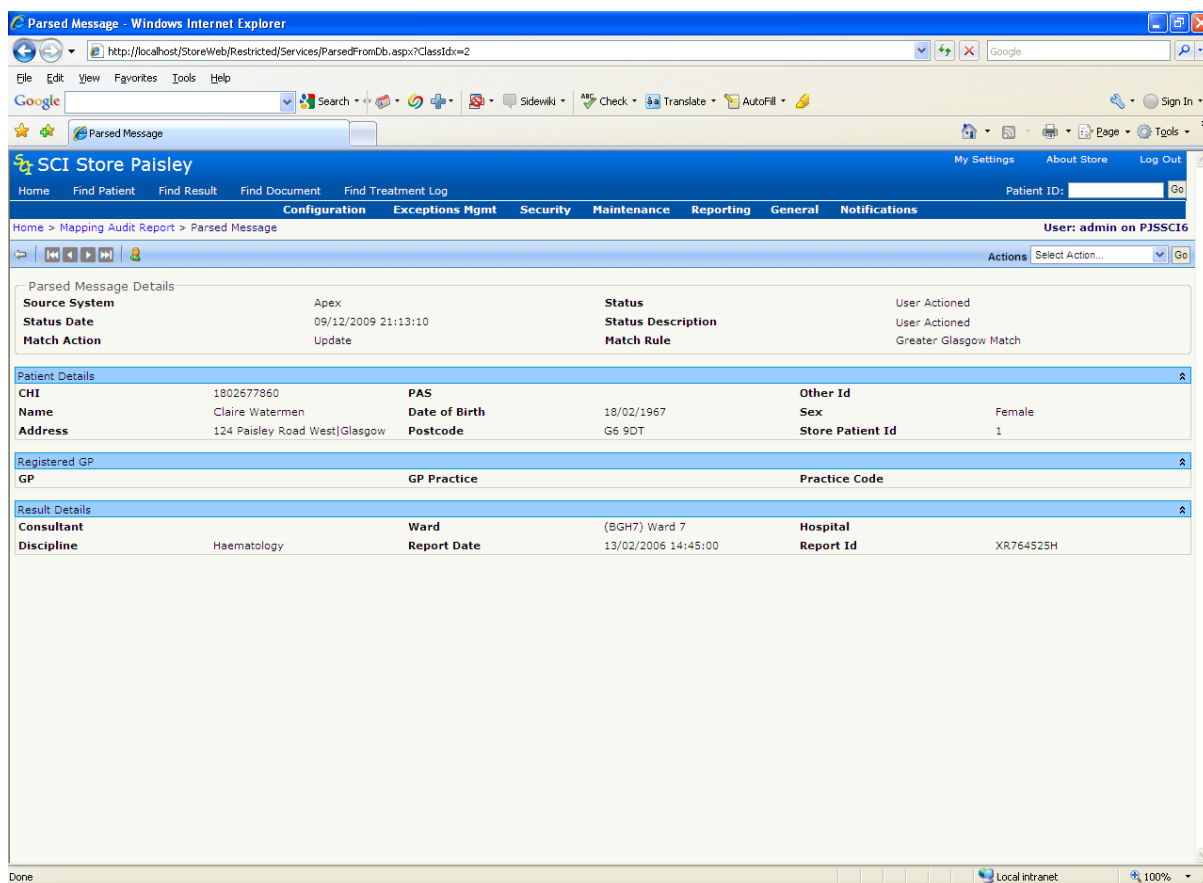 Parsed Message - Windows Internet Explorer
http://localhost/StoreWeb/Restricted/Services/ParsedFromDb.aspx?ClassIdx=2
Google
File Edit View Favorites Tools Help
Google Search Sidewiki Check Translate AutoFill Sign In
Parsed Message Page Tools
SCI Store Paisley My Settings About Store Log Out
Home Find Patient Find Result Find Document Find Treatment Log Patient ID: Go
Configuration Exceptions Mgmt Security Maintenance Reporting General Notifications
Home > Mapping Audit Report > Parsed Message User: admin on PJSSCI6
Actions Select Action... Go
Parsed Message Details
Source System Apex Status User Actioned
Status Date 09/12/2009 21:13:10 Status Description User Actioned
Match Action Update Match Rule Greater Glasgow Match
Patient Details
CHI 1802677860 PAS Other Id
Name Claire Watermen Date of Birth 18/02/1967 Sex Female
Address 124 Paisley Road West|Glasgow Postcode G6 9DT Store Patient Id 1
Registered GP
GP GP Practice Practice Code
Result Details
Consultant Ward (BGH7) Ward 7 Hospital
Discipline Haematology Report Date 13/02/2006 14:45:00 Report Id XR764525H
Done Local intranet 100%